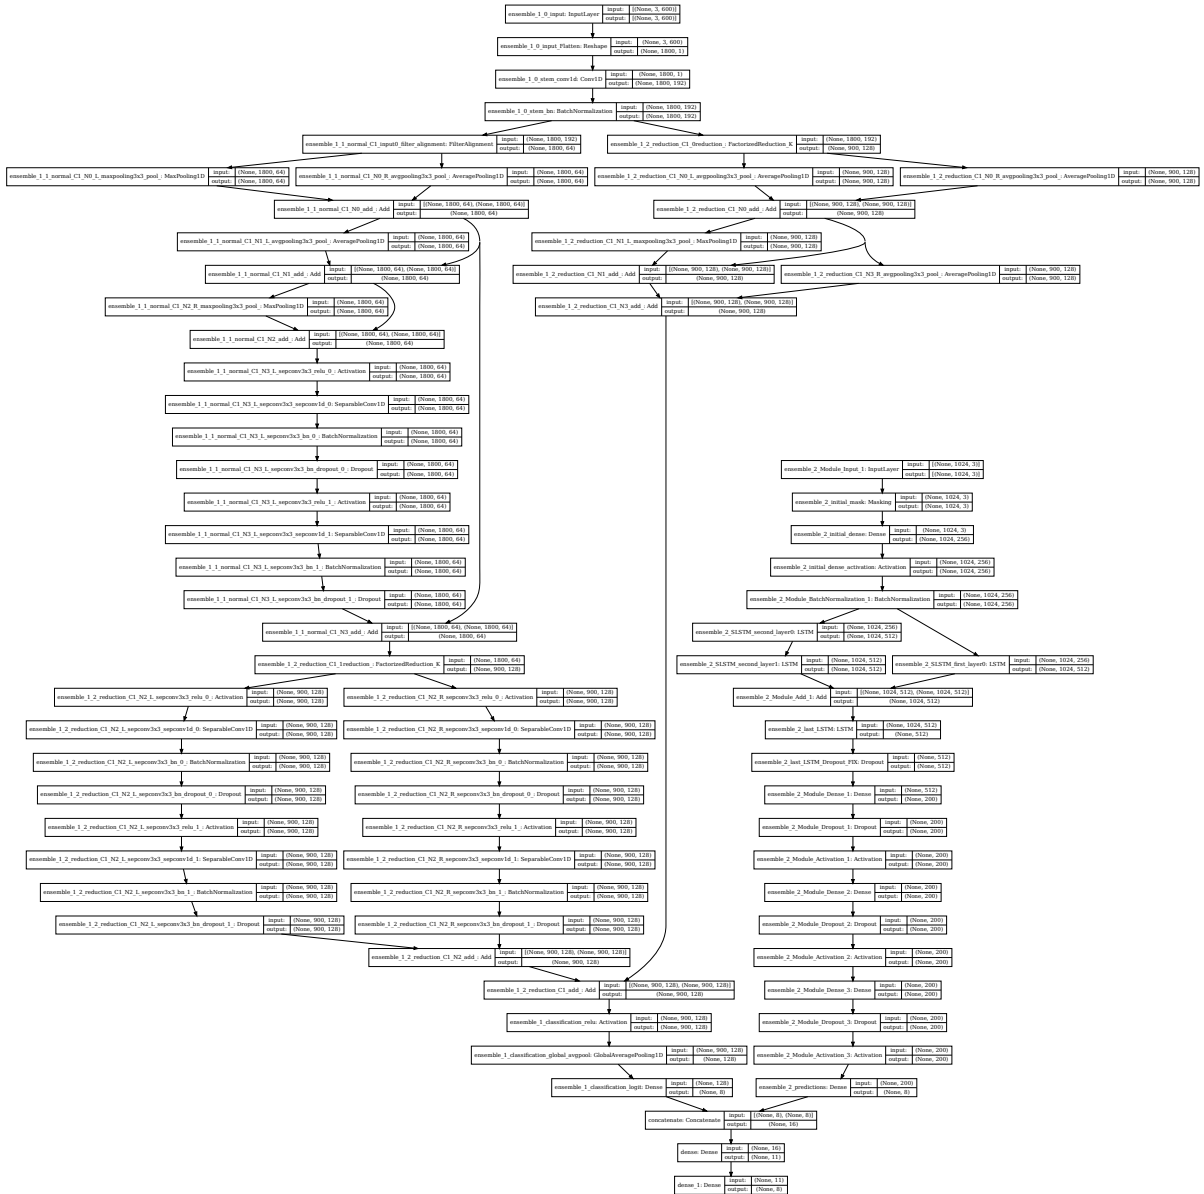 ensemble_1_0_input: InputLayer input: [(None, 3, 600)]
output: [(None, 3, 600)]
ensemble_1_0_input_Flatten: Reshape input: (None, 3, 600)
output: (None, 1800, 1)
ensemble_1_0_stem_conv1d: Conv1D input: (None, 1800, 1)
output: (None, 1800, 192)
ensemble_1_0_stem_bn: BatchNormalization input: (None, 1800, 192)
output: (None, 1800, 192)
ensemble_1_1_normal_C1_input0_filter_alignment: FilterAlignment input: (None, 1800, 192)
output: (None, 1800, 64)
ensemble_1_2_reduction_C1_0reduction_: FactorizedReduction_K input: (None, 1800, 192)
output: (None, 900, 128)
ensemble_1_1_normal_C1_N0_L_maxpooling3x3_pool_: MaxPooling1D input: (None, 1800, 64)
output: (None, 1800, 64)
ensemble_1_1_normal_C1_N0_R_avgpooling3x3_pool_: AveragePooling1D input: (None, 1800, 64)
output: (None, 1800, 64)
ensemble_1_2_reduction_C1_N0_L_avgpooling3x3_pool_: AveragePooling1D input: (None, 900, 128)
output: (None, 900, 128)
ensemble_1_2_reduction_C1_N0_R_avgpooling3x3_pool_: AveragePooling1D input: (None, 900, 128)
output: (None, 900, 128)
ensemble_1_1_normal_C1_N0_add_: Add input: [(None, 1800, 64), (None, 1800, 64)]
output: (None, 1800, 64)
ensemble_1_2_reduction_C1_N0_add_: Add input: [(None, 900, 128), (None, 900, 128)]
output: (None, 900, 128)
ensemble_1_1_normal_C1_N1_L_avgpooling3x3_pool_: AveragePooling1D input: (None, 1800, 64)
output: (None, 1800, 64)
ensemble_1_2_reduction_C1_N1_L_maxpooling3x3_pool_: MaxPooling1D input: (None, 900, 128)
output: (None, 900, 128)
ensemble_1_1_normal_C1_N1_add_: Add input: [(None, 1800, 64), (None, 1800, 64)]
output: (None, 1800, 64)
ensemble_1_2_reduction_C1_N1_add_: Add input: [(None, 900, 128), (None, 900, 128)]
output: (None, 900, 128)
ensemble_1_2_reduction_C1_N3_R_avgpooling3x3_pool_: AveragePooling1D input: (None, 900, 128)
output: (None, 900, 128)
ensemble_1_1_normal_C1_N2_R_maxpooling3x3_pool_: MaxPooling1D input: (None, 1800, 64)
output: (None, 1800, 64)
ensemble_1_2_reduction_C1_N3_add_: Add input: [(None, 900, 128), (None, 900, 128)]
output: (None, 900, 128)
ensemble_1_1_normal_C1_N2_add_: Add input: [(None, 1800, 64), (None, 1800, 64)]
output: (None, 1800, 64)
ensemble_1_1_normal_C1_N3_L_sepconv3x3_relu_0_: Activation input: (None, 1800, 64)
output: (None, 1800, 64)
ensemble_1_1_normal_C1_N3_L_sepconv3x3_sepconv1d_0: SeparableConv1D input: (None, 1800, 64)
output: (None, 1800, 64)
ensemble_1_1_normal_C1_N3_L_sepconv3x3_bn_0_: BatchNormalization input: (None, 1800, 64)
output: (None, 1800, 64)
ensemble_1_1_normal_C1_N3_L_sepconv3x3_bn_dropout_0_: Dropout input: (None, 1800, 64)
output: (None, 1800, 64)
ensemble_2_Module_Input_1: InputLayer input: [(None, 1024, 3)]
output: [(None, 1024, 3)]
ensemble_1_1_normal_C1_N3_L_sepconv3x3_relu_1_: Activation input: (None, 1800, 64)
output: (None, 1800, 64)
ensemble_2_initial_mask: Masking input: (None, 1024, 3)
output: (None, 1024, 3)
ensemble_1_1_normal_C1_N3_L_sepconv3x3_sepconv1d_1: SeparableConv1D input: (None, 1800, 64)
output: (None, 1800, 64)
ensemble_2_initial_dense: Dense input: (None, 1024, 3)
output: (None, 1024, 256)
ensemble_1_1_normal_C1_N3_L_sepconv3x3_bn_1_: BatchNormalization input: (None, 1800, 64)
output: (None, 1800, 64)
ensemble_2_initial_dense_activation: Activation input: (None, 1024, 256)
output: (None, 1024, 256)
ensemble_1_1_normal_C1_N3_L_sepconv3x3_bn_dropout_1_: Dropout input: (None, 1800, 64)
output: (None, 1800, 64)
ensemble_2_Module_BatchNormalization_1: BatchNormalization input: (None, 1024, 256)
output: (None, 1024, 256)
ensemble_1_1_normal_C1_N3_add_: Add input: [(None, 1800, 64), (None, 1800, 64)]
output: (None, 1800, 64)
ensemble_2_SLSTM_second_layer0: LSTM input: (None, 1024, 256)
output: (None, 1024, 512)
ensemble_1_2_reduction_C1_1reduction_: FactorizedReduction_K input: (None, 1800, 64)
output: (None, 900, 128)
ensemble_2_SLSTM_second_layer1: LSTM input: (None, 1024, 512)
output: (None, 1024, 512)
ensemble_2_SLSTM_first_layer0: LSTM input: (None, 1024, 256)
output: (None, 1024, 512)
ensemble_1_2_reduction_C1_N2_L_sepconv3x3_relu_0_: Activation input: (None, 900, 128)
output: (None, 900, 128)
ensemble_1_2_reduction_C1_N2_R_sepconv3x3_relu_0_: Activation input: (None, 900, 128)
output: (None, 900, 128)
ensemble_2_Module_Add_1: Add input: [(None, 1024, 512), (None, 1024, 512)]
output: (None, 1024, 512)
ensemble_1_2_reduction_C1_N2_L_sepconv3x3_sepconv1d_0: SeparableConv1D input: (None, 900, 128)
output: (None, 900, 128)
ensemble_1_2_reduction_C1_N2_R_sepconv3x3_sepconv1d_0: SeparableConv1D input: (None, 900, 128)
output: (None, 900, 128)
ensemble_2_last_LSTM: LSTM input: (None, 1024, 512)
output: (None, 512)
ensemble_1_2_reduction_C1_N2_L_sepconv3x3_bn_0_: BatchNormalization input: (None, 900, 128)
output: (None, 900, 128)
ensemble_1_2_reduction_C1_N2_R_sepconv3x3_bn_0_: BatchNormalization input: (None, 900, 128)
output: (None, 900, 128)
ensemble_2_last_LSTM_Dropout_FIX: Dropout input: (None, 512)
output: (None, 512)
ensemble_1_2_reduction_C1_N2_L_sepconv3x3_bn_dropout_0_: Dropout input: (None, 900, 128)
output: (None, 900, 128)
ensemble_1_2_reduction_C1_N2_R_sepconv3x3_bn_dropout_0_: Dropout input: (None, 900, 128)
output: (None, 900, 128)
ensemble_2_Module_Dense_1: Dense input: (None, 512)
output: (None, 200)
ensemble_1_2_reduction_C1_N2_L_sepconv3x3_relu_1_: Activation input: (None, 900, 128)
output: (None, 900, 128)
ensemble_1_2_reduction_C1_N2_R_sepconv3x3_relu_1_: Activation input: (None, 900, 128)
output: (None, 900, 128)
ensemble_2_Module_Dropout_1: Dropout input: (None, 200)
output: (None, 200)
ensemble_1_2_reduction_C1_N2_L_sepconv3x3_sepconv1d_1: SeparableConv1D input: (None, 900, 128)
output: (None, 900, 128)
ensemble_1_2_reduction_C1_N2_R_sepconv3x3_sepconv1d_1: SeparableConv1D input: (None, 900, 128)
output: (None, 900, 128)
ensemble_2_Module_Activation_1: Activation input: (None, 200)
output: (None, 200)
ensemble_1_2_reduction_C1_N2_L_sepconv3x3_bn_1_: BatchNormalization input: (None, 900, 128)
output: (None, 900, 128)
ensemble_1_2_reduction_C1_N2_R_sepconv3x3_bn_1_: BatchNormalization input: (None, 900, 128)
output: (None, 900, 128)
ensemble_2_Module_Dense_2: Dense input: (None, 200)
output: (None, 200)
ensemble_1_2_reduction_C1_N2_L_sepconv3x3_bn_dropout_1_: Dropout input: (None, 900, 128)
output: (None, 900, 128)
ensemble_1_2_reduction_C1_N2_R_sepconv3x3_bn_dropout_1_: Dropout input: (None, 900, 128)
output: (None, 900, 128)
ensemble_2_Module_Dropout_2: Dropout input: (None, 200)
output: (None, 200)
ensemble_1_2_reduction_C1_N2_add_: Add input: [(None, 900, 128), (None, 900, 128)]
output: (None, 900, 128)
ensemble_2_Module_Activation_2: Activation input: (None, 200)
output: (None, 200)
ensemble_1_2_reduction_C1_add_: Add input: [(None, 900, 128), (None, 900, 128)]
output: (None, 900, 128)
ensemble_2_Module_Dense_3: Dense input: (None, 200)
output: (None, 200)
ensemble_1_classification_relu: Activation input: (None, 900, 128)
output: (None, 900, 128)
ensemble_2_Module_Dropout_3: Dropout input: (None, 200)
output: (None, 200)
ensemble_1_classification_global_avgpool: GlobalAveragePooling1D input: (None, 900, 128)
output: (None, 128)
ensemble_2_Module_Activation_3: Activation input: (None, 200)
output: (None, 200)
ensemble_1_classification_logit: Dense input: (None, 128)
output: (None, 8)
ensemble_2_predictions: Dense input: (None, 200)
output: (None, 8)
concatenate: Concatenate input: [(None, 8), (None, 8)]
output: (None, 16)
dense: Dense input: (None, 16)
output: (None, 11)
dense_1: Dense input: (None, 11)
output: (None, 8)